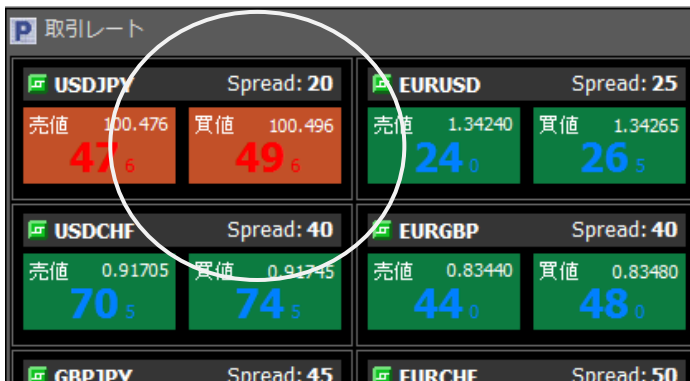 P 取引レート
USDJPY Spread: 20 EURUSD Spread: 25
売値 100.476 買値 100.496 売値 1.34240 買値 1.34265
47 6 49 6 24 0 26 5
USDCHF Spread: 40 EURGBP Spread: 40
売値 0.91705 買値 0.91745 売値 0.83440 買値 0.83480
70 5 74 5 44 0 48 0
GBPJPY Spread: 45 EURCHF Spread: 50